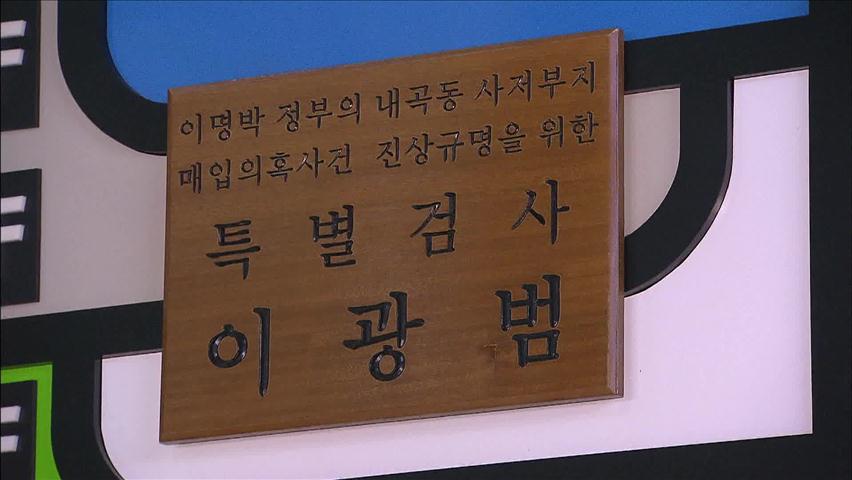 이명박 정부의 내곡동 사저부지
매입의혹사건 진상규명을 위한
특별검사
이광범